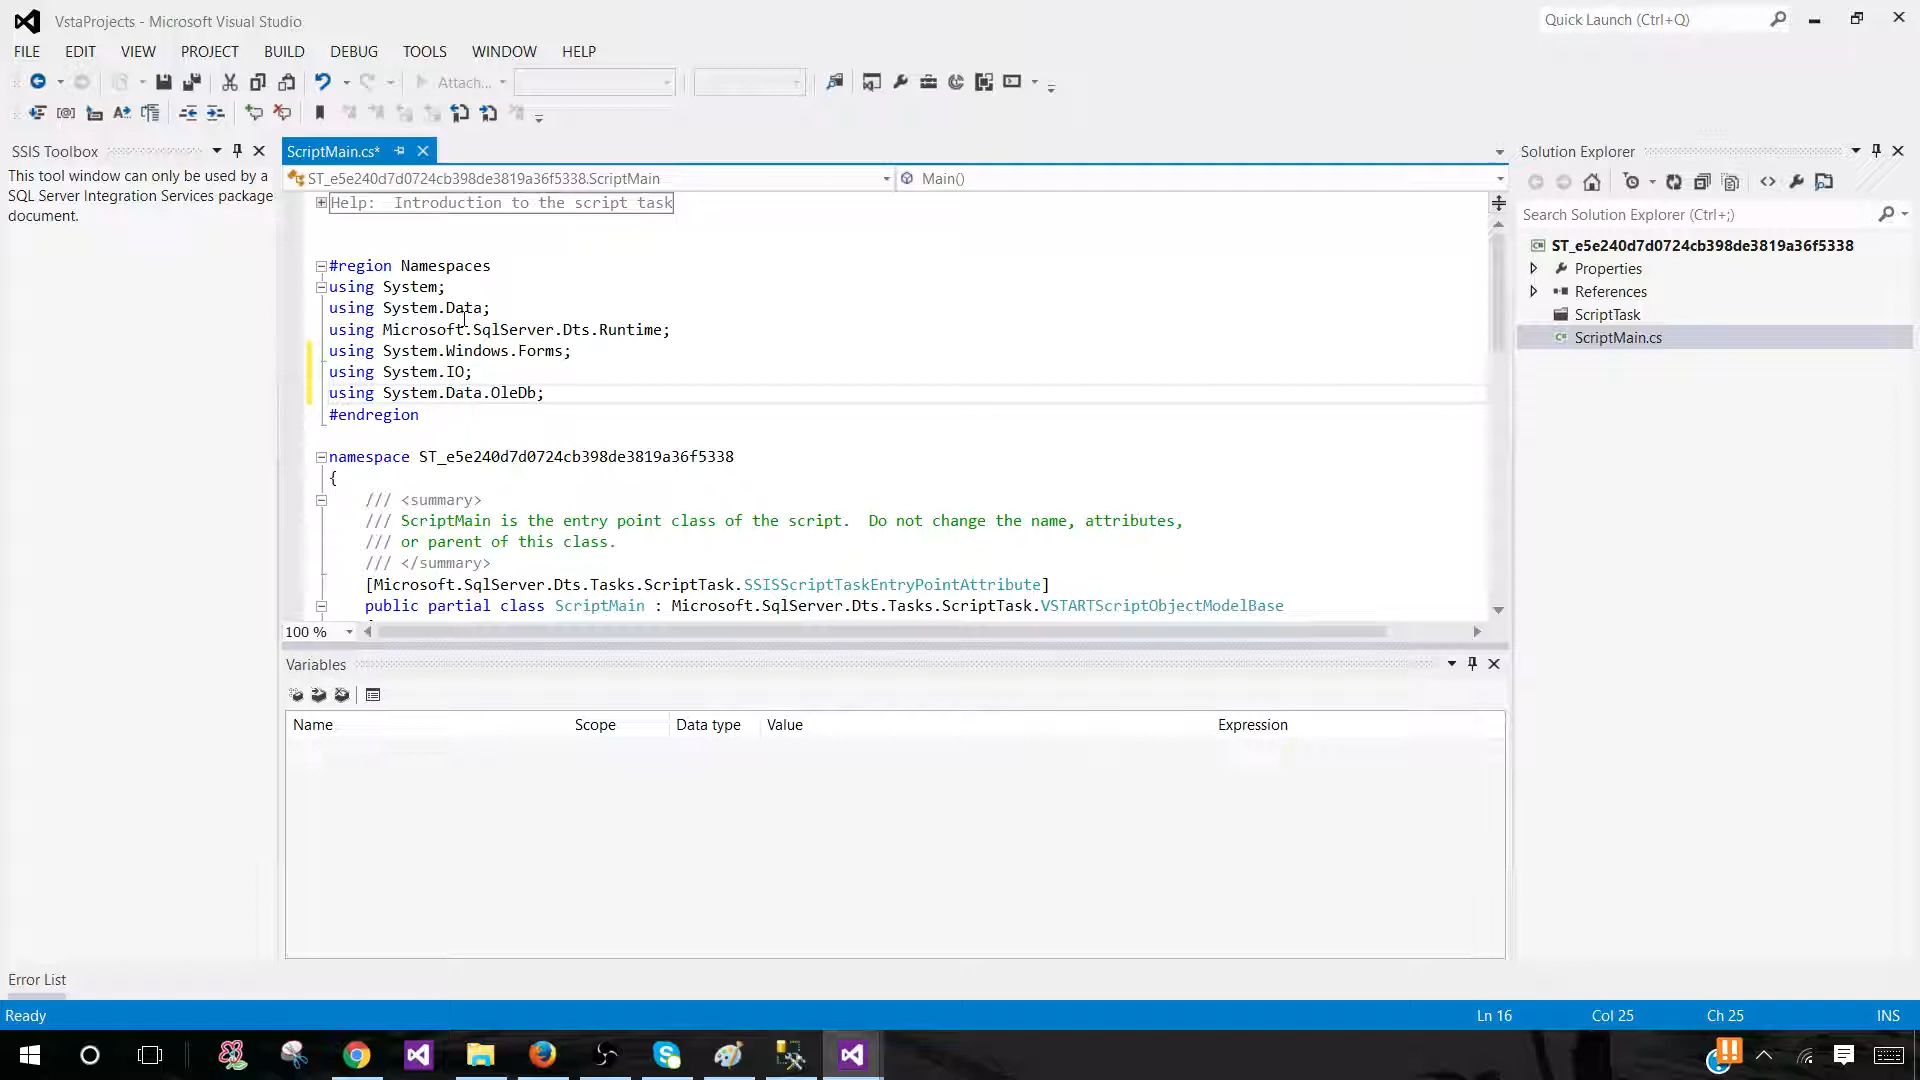 VstaProjects - Microsoft Visual Studio
Quick Launch (Ctrl+Q)
FILE EDIT VIEW PROJECT BUILD DEBUG TOOLS WINDOW HELP
Attach...
SSIS Toolbox
This tool window can only be used by a
SQL Server Integration Services package
document.
ScriptMain.cs*
ST_e5e240d7d0724cb398de3819a36f5338.ScriptMain
Main()
Help:  Introduction to the script task
#region Namespaces
using System;
using System.Data;
using Microsoft.SqlServer.Dts.Runtime;
using System.Windows.Forms;
using System.IO;
using System.Data.OleDb;
#endregion
namespace ST_e5e240d7d0724cb398de3819a36f5338
{
/// <summary>
/// ScriptMain is the entry point class of the script.  Do not change the name, attributes,
/// or parent of this class.
/// </summary>
[Microsoft.SqlServer.Dts.Tasks.ScriptTask.SSISScriptTaskEntryPointAttribute]
public partial class ScriptMain : Microsoft.SqlServer.Dts.Tasks.ScriptTask.VSTARTScriptObjectModelBase
100 %
Variables
Name Scope Data type Value Expression
Solution Explorer
Search Solution Explorer (Ctrl+;)
ST_e5e240d7d0724cb398de3819a36f5338
Properties
References
ScriptTask
ScriptMain.cs
Error List
Ready
Ln 16 Col 25 Ch 25 INS